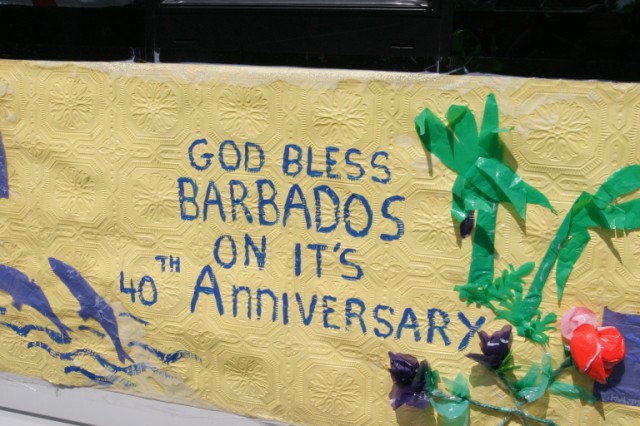 GOD BLESS
BARBADOS
ON IT'S
40TH ANNIVERSARY